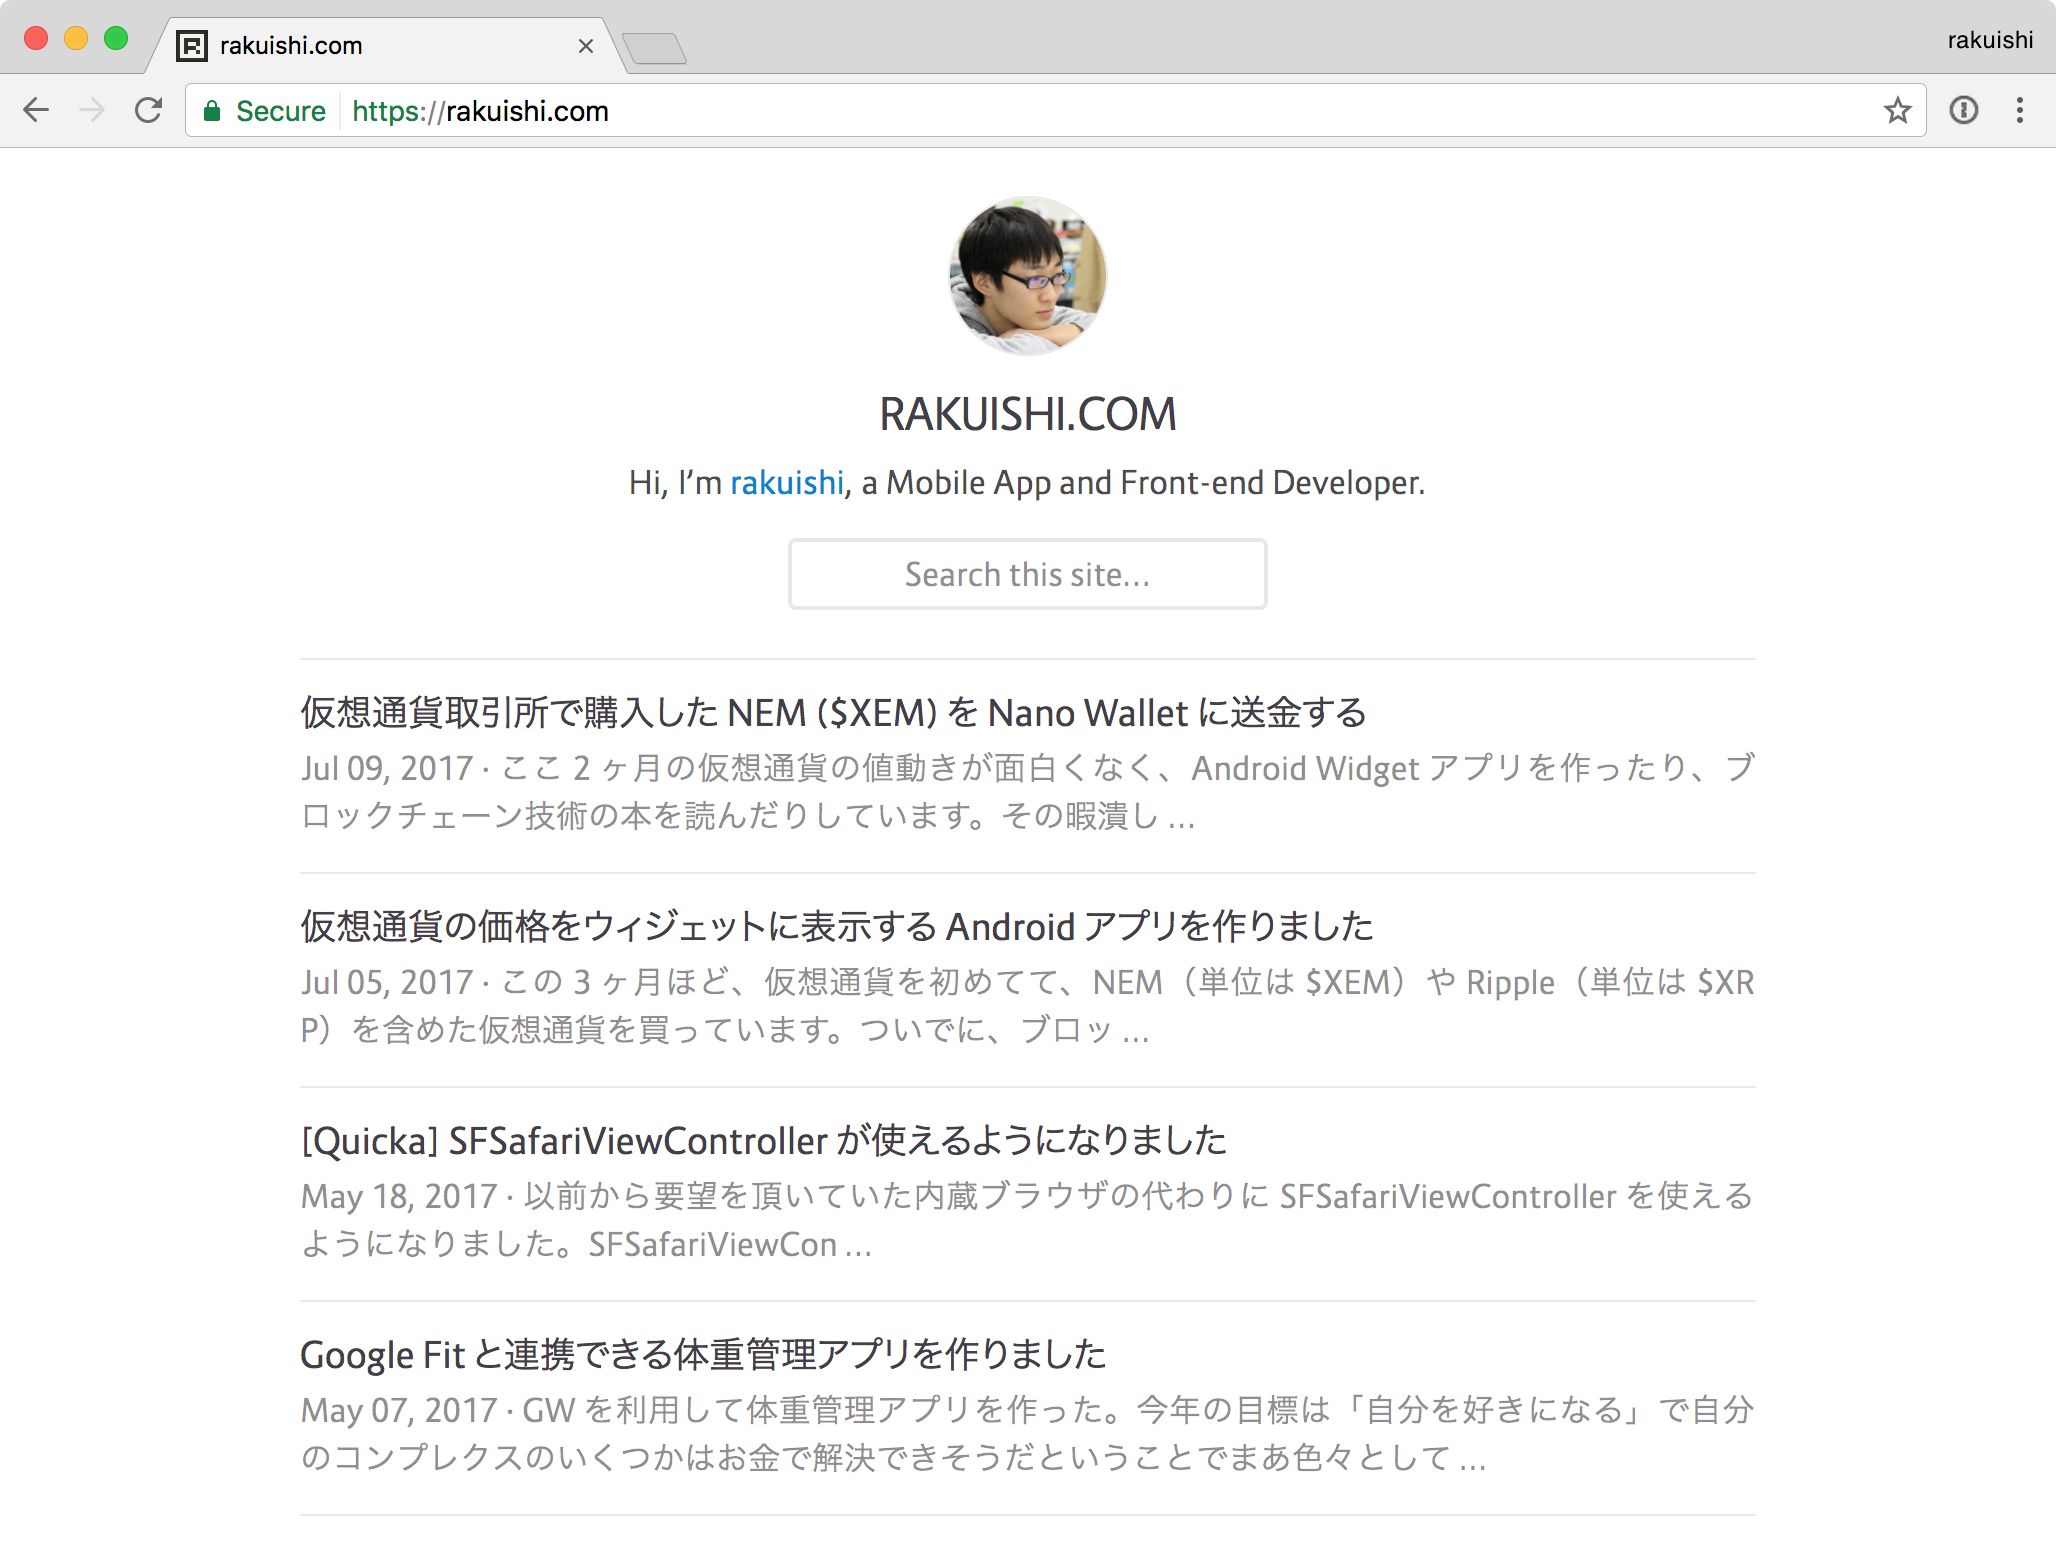 rakuishi.com
rakuishi
Secure
https://rakuishi.com
RAKUISHI.COM
Hi, I’m rakuishi, a Mobile App and Front-end Developer.
Search this site...
仮想通貨取引所で購入した NEM ($XEM) を Nano Wallet に送金する
Jul 09, 2017 · ここ 2 ヶ月の仮想通貨の値動きが面白くなく、Android Widget アプリを作ったり、ブ
ロックチェーン技術の本を読んだりしています。その暇潰し ...
仮想通貨の価格をウィジェットに表示する Android アプリを作りました
Jul 05, 2017 · この 3 ヶ月ほど、仮想通貨を初めてて、NEM（単位は $XEM）や Ripple（単位は $XR
P）を含めた仮想通貨を買っています。ついでに、ブロッ ...
[Quicka] SFSafariViewController が使えるようになりました
May 18, 2017 · 以前から要望を頂いていた内蔵ブラウザの代わりに SFSafariViewController を使える
ようになりました。SFSafariViewCon ...
Google Fit と連携できる体重管理アプリを作りました
May 07, 2017 · GW を利用して体重管理アプリを作った。今年の目標は「自分を好きになる」で自分
のコンプレクスのいくつかはお金で解決できそうだということでまあ色々として ...